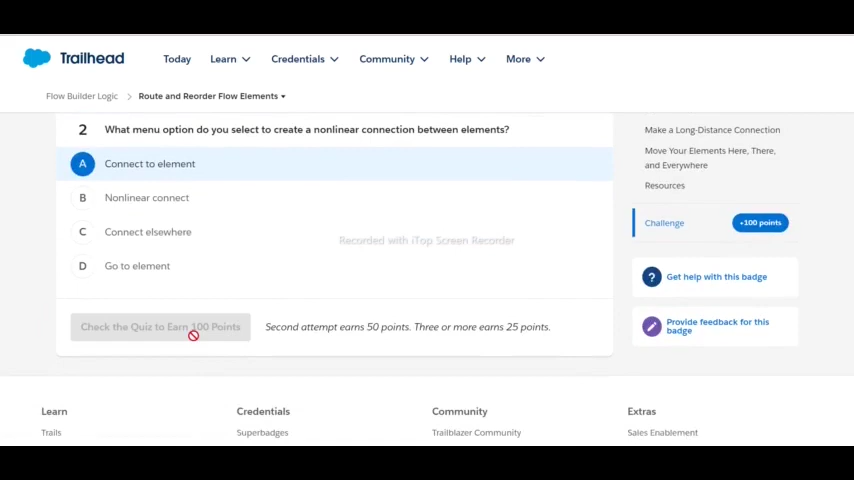 Trailhead
Today Learn Credentials Community Help More
Flow Builder Logic > Route and Reorder Flow Elements
2 What menu option do you select to create a nonlinear connection between elements?
A Connect to element
B Nonlinear connect
C Connect elsewhere
D Go to element
Recorded with iTop Screen Recorder
Check the Quiz to Earn 100 Points Second attempt earns 50 points. Three or more earns 25 points.
Make a Long-Distance Connection
Move Your Elements Here, There,
and Everywhere
Resources
Challenge +100 points
? Get help with this badge
Provide feedback for this
badge
Learn Credentials Community Extras
Trails Superbadges Trailblazer Community Sales Enablement